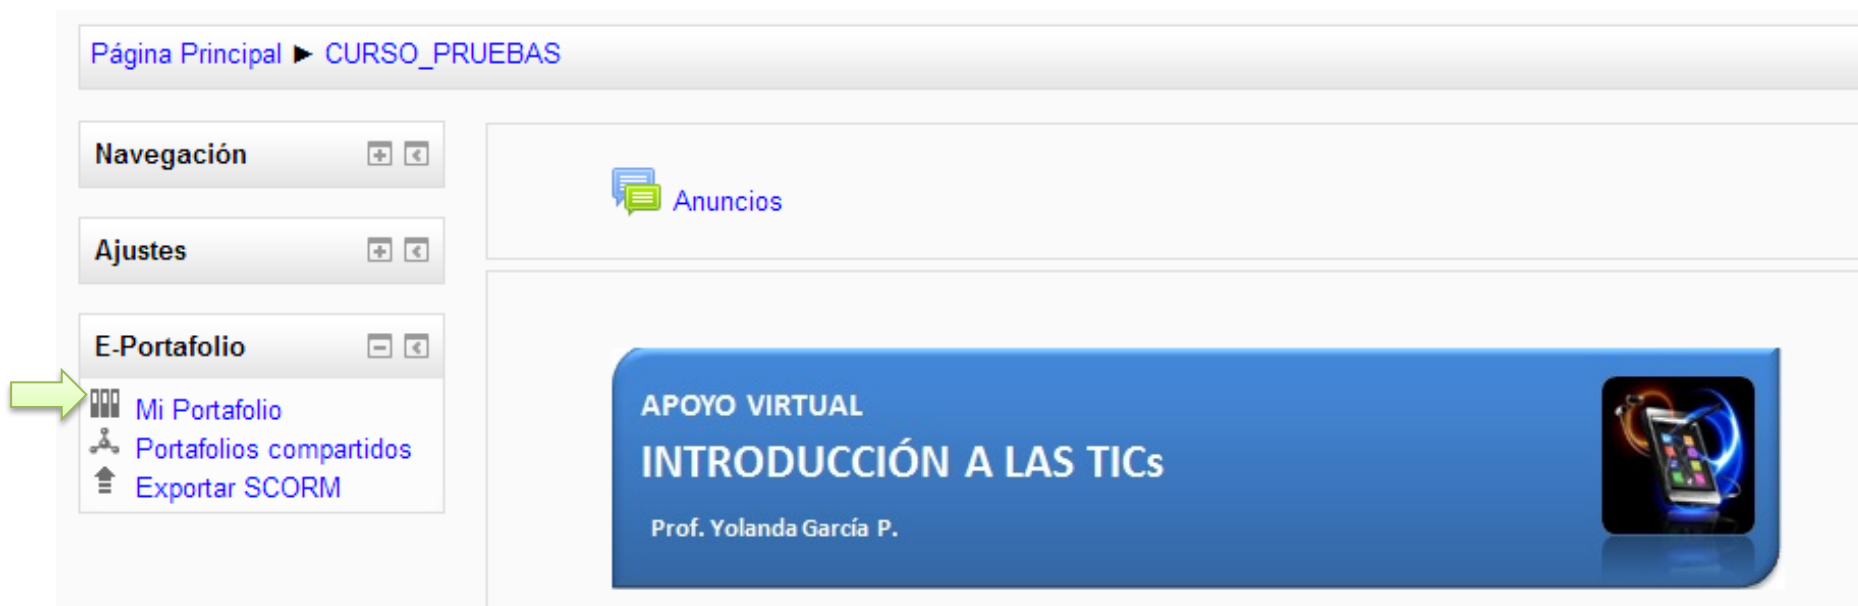 Página Principal ► CURSO_PRUEBAS
Navegación
Ajustes
E-Portafolio
Mi Portafolio
Portafolios compartidos
Exportar SCORM
Anuncios
APOYO VIRTUAL
INTRODUCCIÓN A LAS TICs
Prof. Yolanda García P.